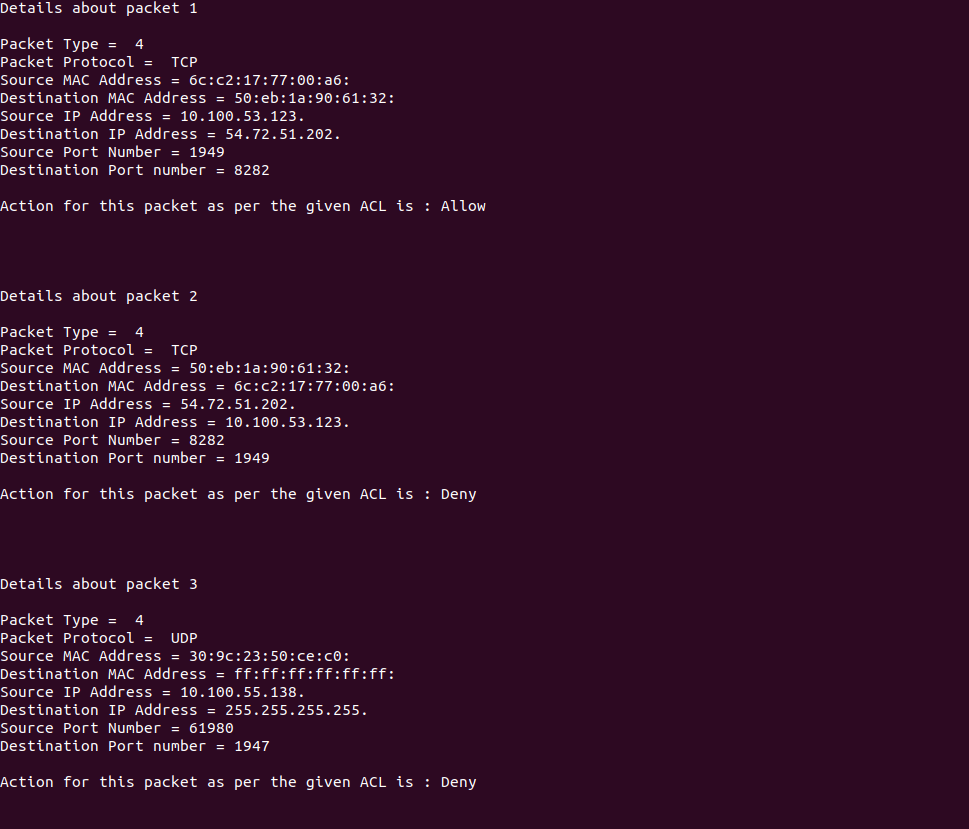 Details about packet 1
Packet Type =  4
Packet Protocol =  TCP
Source MAC Address = 6c:c2:17:77:00:a6:
Destination MAC Address = 50:eb:1a:90:61:32:
Source IP Address = 10.100.53.123.
Destination IP Address = 54.72.51.202.
Source Port Number = 1949
Destination Port number = 8282
Action for this packet as per the given ACL is : Allow
Details about packet 2
Packet Type =  4
Packet Protocol =  TCP
Source MAC Address = 50:eb:1a:90:61:32:
Destination MAC Address = 6c:c2:17:77:00:a6:
Source IP Address = 54.72.51.202.
Destination IP Address = 10.100.53.123.
Source Port Number = 8282
Destination Port number = 1949
Action for this packet as per the given ACL is : Deny
Details about packet 3
Packet Type =  4
Packet Protocol =  UDP
Source MAC Address = 30:9c:23:50:ce:c0:
Destination MAC Address = ff:ff:ff:ff:ff:ff:
Source IP Address = 10.100.55.138.
Destination IP Address = 255.255.255.255.
Source Port Number = 61980
Destination Port number = 1947
Action for this packet as per the given ACL is : Deny